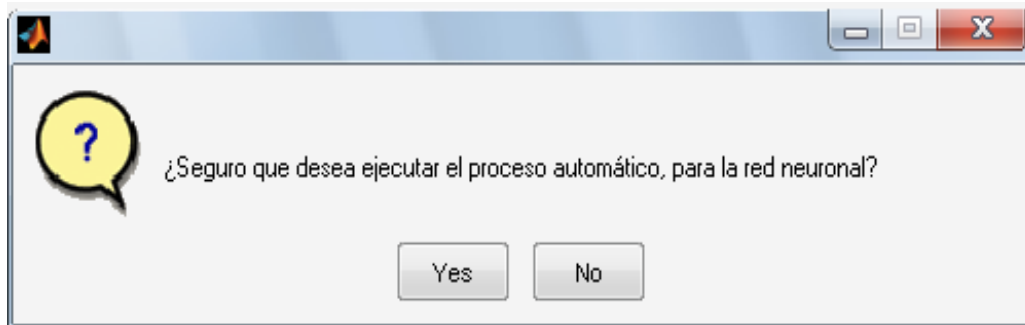 ¿Seguro que desea ejecutar el proceso automático, para la red neuronal?
Yes No